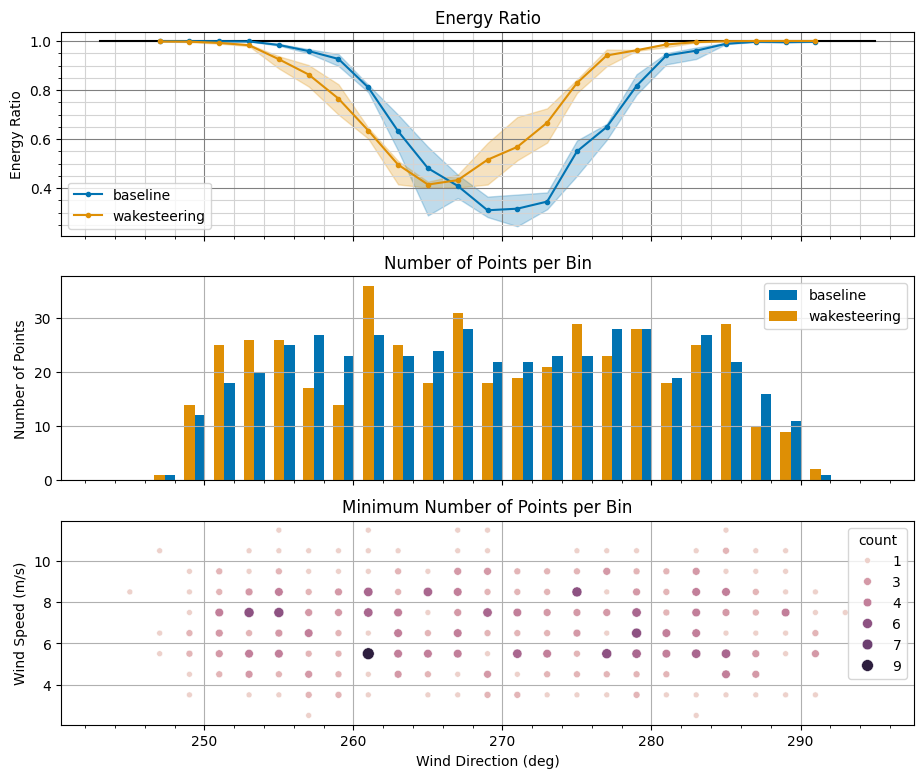 Energy Ratio
Energy Ratio
1.0
0.8
0.6
0.4
baseline
wakesteering
Number of Points per Bin
Number of Points
30
20
10
0
baseline
wakesteering
Minimum Number of Points per Bin
Wind Speed (m/s)
10
8
6
4
count
1
3
4
6
7
9
250
260
270
280
290
Wind Direction (deg)